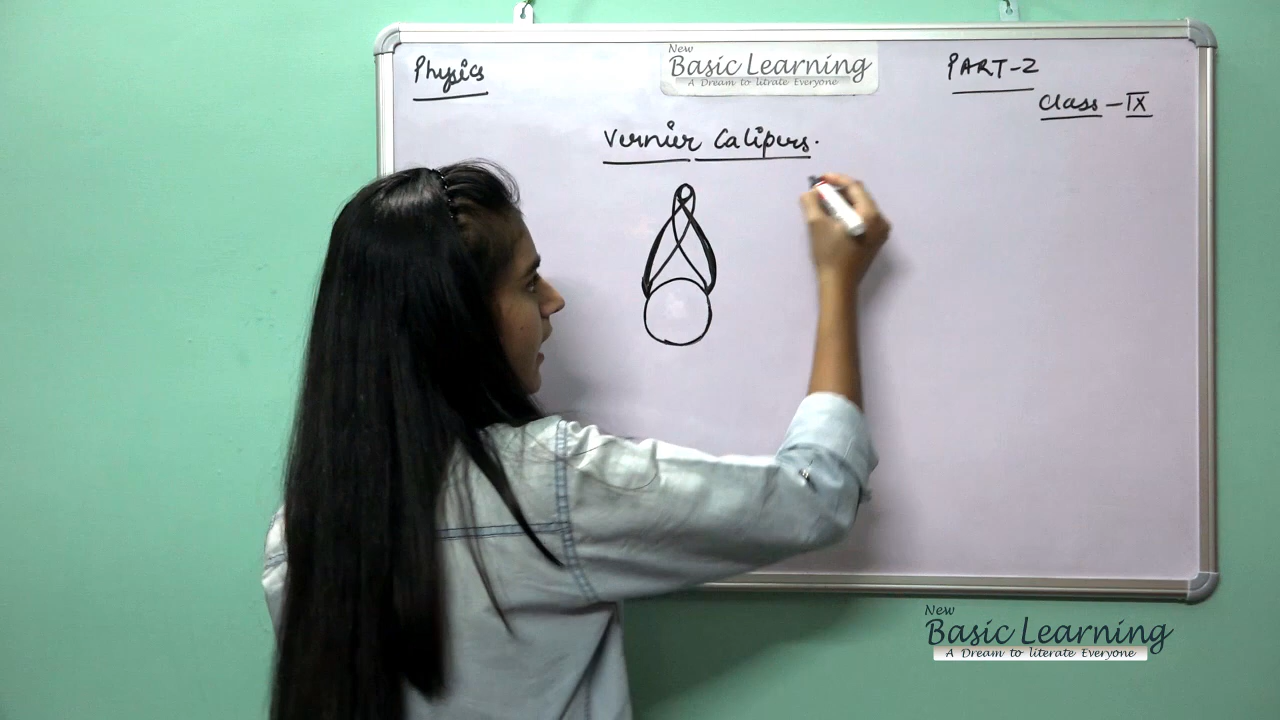 Physics
New
Basic Learning
A Dream to litrate Everyone
PART-2
Class - IX
Vernier Calipers.
New
Basic Learning
A Dream to literate Everyone